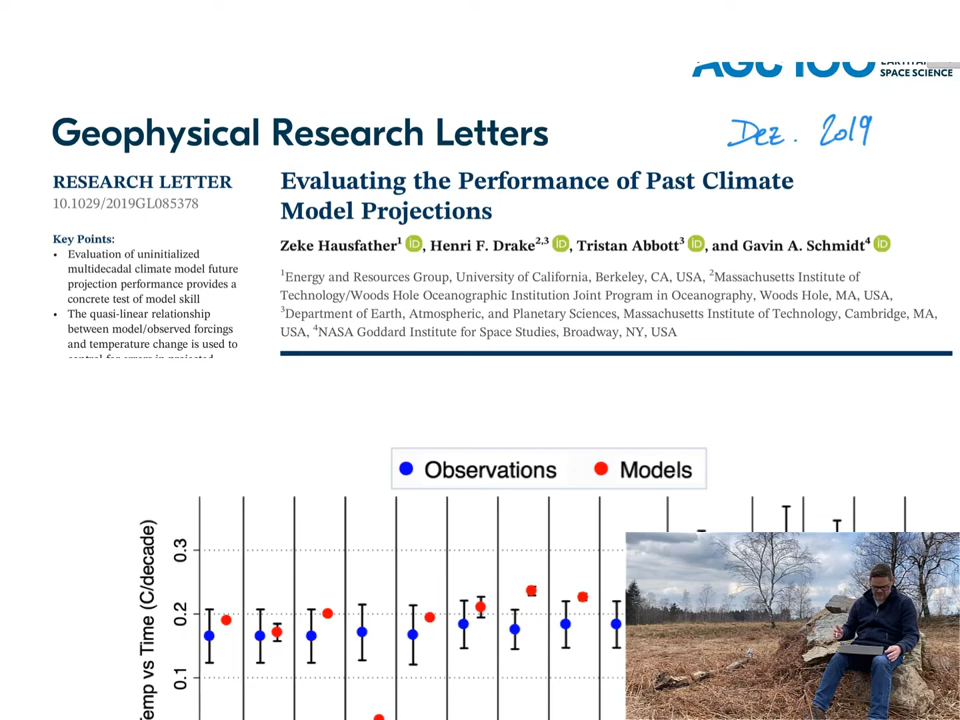 AGU 100
SPACE SCIENCE
Geophysical Research Letters
Dez. 2019
RESEARCH LETTER
10.1029/2019GL085378
Key Points:
• Evaluation of uninitialized
multidecadal climate model future
projection performance provides a
concrete test of model skill
• The quasi-linear relationship
between model/observed forcings
and temperature change is used to
Evaluating the Performance of Past Climate
Model Projections
Zeke Hausfather¹ iD, Henri F. Drake²,³ iD, Tristan Abbott³ iD, and Gavin A. Schmidt⁴ iD
¹Energy and Resources Group, University of California, Berkeley, CA, USA, ²Massachusetts Institute of
Technology/Woods Hole Oceanographic Institution Joint Program in Oceanography, Woods Hole, MA, USA,
³Department of Earth, Atmospheric, and Planetary Sciences, Massachusetts Institute of Technology, Cambridge, MA,
USA, ⁴NASA Goddard Institute for Space Studies, Broadway, NY, USA
Observations Models
Temp vs Time (C/decade)
0.3
0.2
0.1